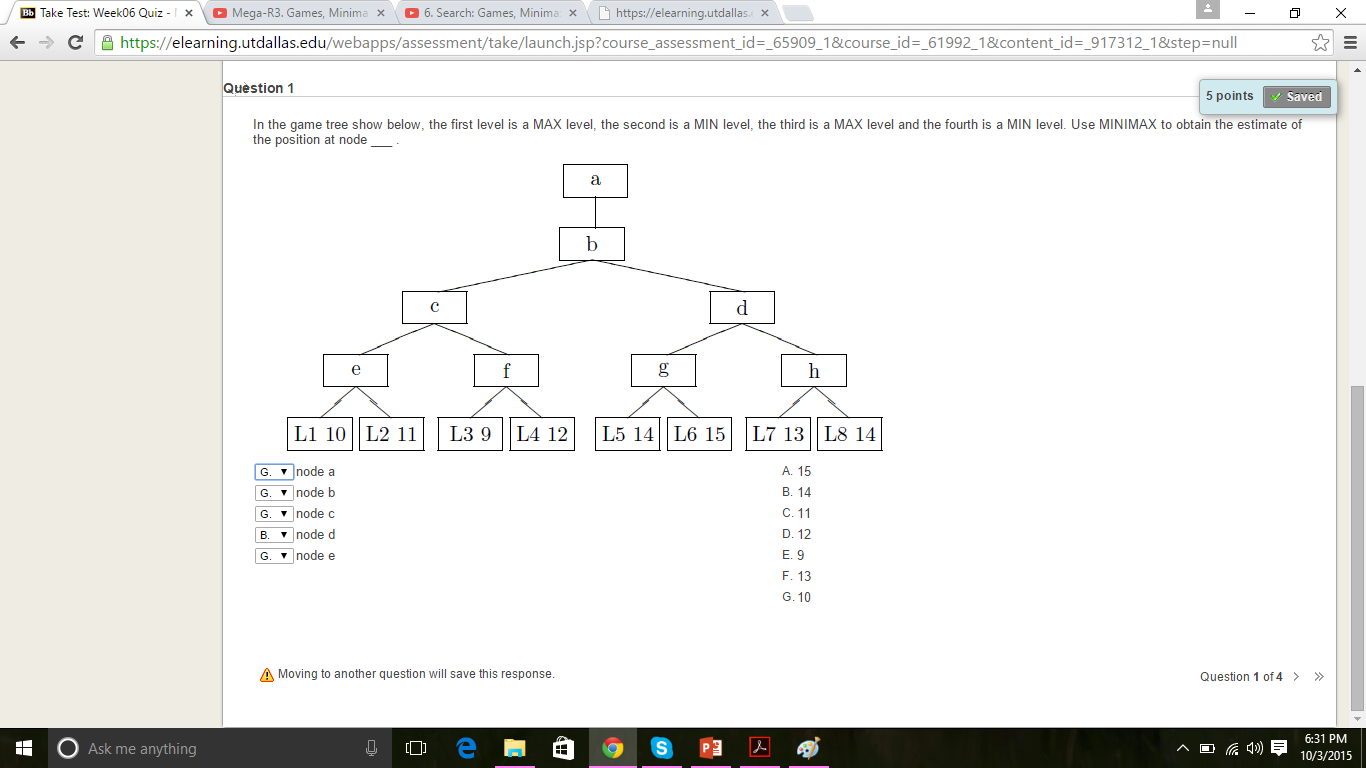 Take Test: Week06 Quiz -
Mega-R3. Games, Minima
6. Search: Games, Minima
https://elearning.utdallas.
https://elearning.utdallas.edu/webapps/assessment/take/launch.jsp?course_assessment_id=_65909_1&course_id=_61992_1&content_id=_917312_1&step=null
Question 1
5 points
Saved
In the game tree show below, the first level is a MAX level, the second is a MIN level, the third is a MAX level and the fourth is a MIN level. Use MINIMAX to obtain the estimate of
the position at node ___ .
a
b
c d
e f g h
L1 10 L2 11 L3 9 L4 12 L5 14 L6 15 L7 13 L8 14
G. node a A. 15
G. node b B. 14
G. node c C. 11
B. node d D. 12
G. node e E. 9
F. 13
G. 10
Moving to another question will save this response.
Question 1 of 4
Ask me anything
6:31 PM
10/3/2015